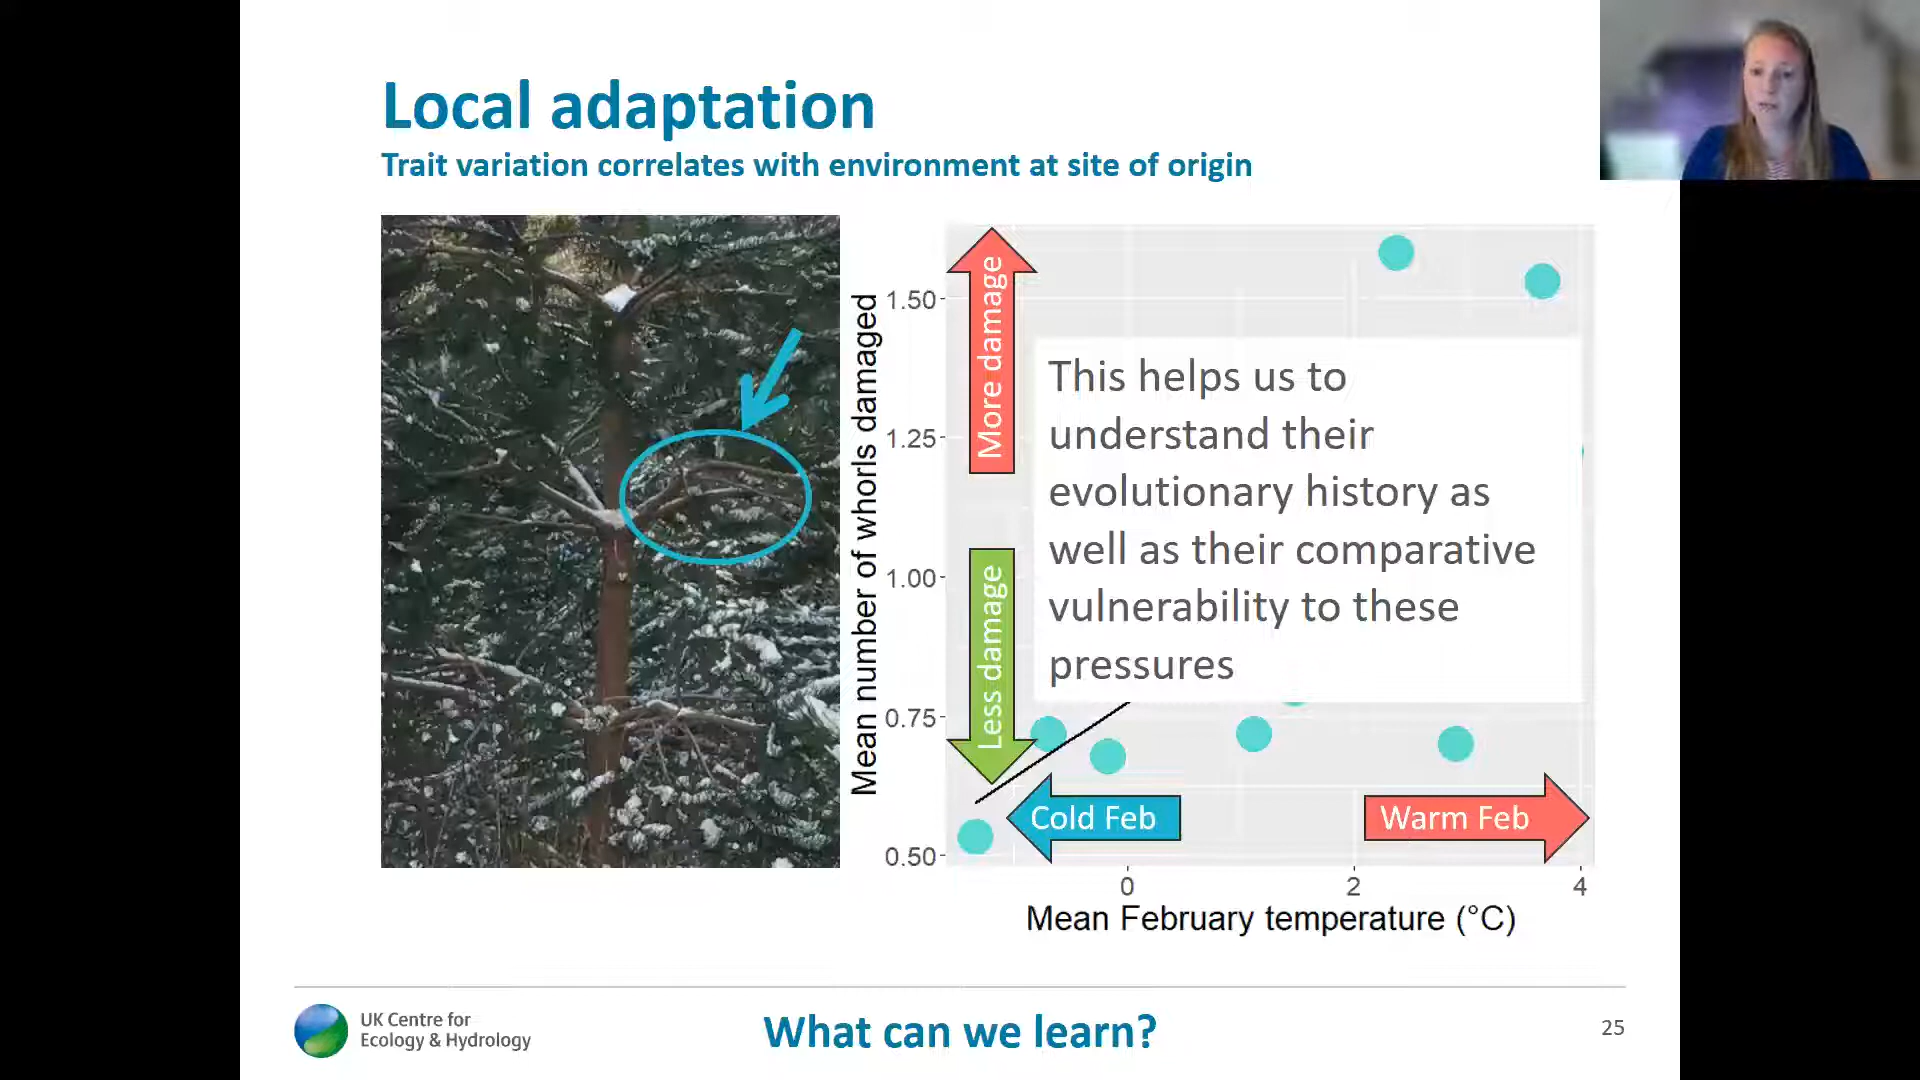 Local adaptation
Trait variation correlates with environment at site of origin
Mean number of whorls damaged
1.50
1.25
1.00
0.75
0.50
More damage
Less damage
This helps us to
understand their
evolutionary history as
well as their comparative
vulnerability to these
pressures
Cold Feb
Warm Feb
0
2
4
Mean February temperature (°C)
UK Centre for
Ecology & Hydrology
What can we learn?
25